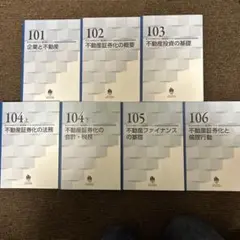 101
企業と不動産
102
不動産証券化の概要
103
不動産投資の基礎
104上
不動産証券化の法務
104下
不動産証券化の
会計・税務
105
不動産ファイナンス
の基礎
106
不動産証券化と
倫理行動